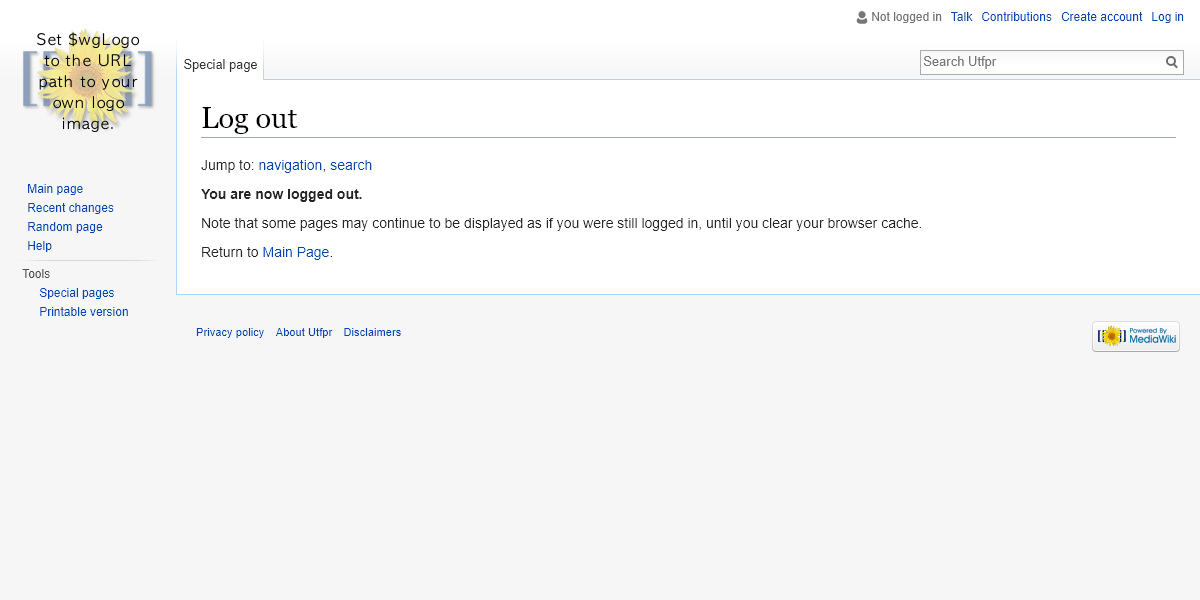 Not logged in Talk Contributions Create account Log in
Set $wgLogo
to the URL
path to your
own logo
image.
Special page
Search Utfpr
Log out
Jump to: navigation, search
You are now logged out.
Note that some pages may continue to be displayed as if you were still logged in, until you clear your browser cache.
Return to Main Page.
Main page
Recent changes
Random page
Help
Tools
Special pages
Printable version
Privacy policy About Utfpr Disclaimers
Powered By
MediaWiki